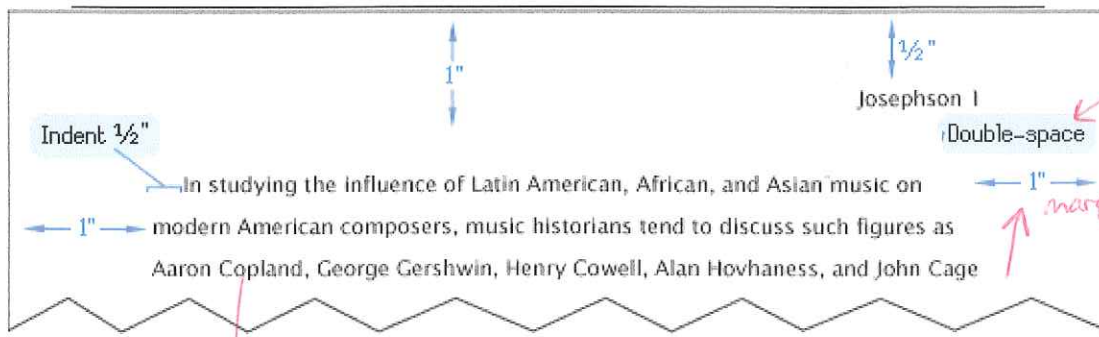 1/2"
1"
Josephson 1
Indent 1/2"
Double-space
In studying the influence of Latin American, African, and Asian music on
1"
1"
modern American composers, music historians tend to discuss such figures as
Aaron Copland, George Gershwin, Henry Cowell, Alan Hovhaness, and John Cage